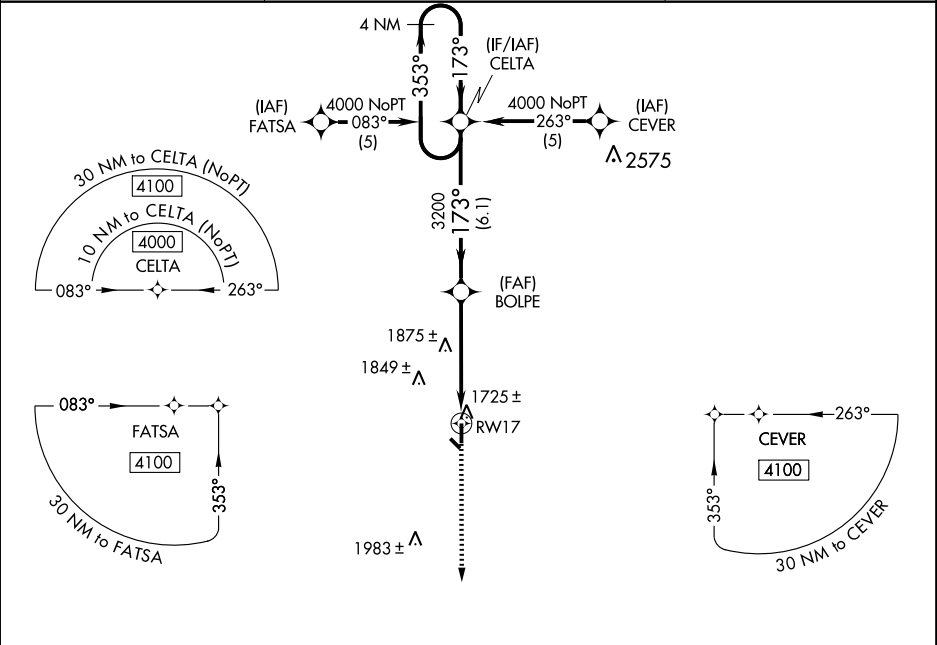 4 NM
353°
173°
(IF/IAF)
CELTA
(IAF)
FATSA
4000 NoPT
083°
(5)
4000 NoPT
263°
(5)
(IAF)
CEVER
2575
30 NM to CELTA (NoPT)
4100
10 NM to CELTA (NoPT)
4000
CELTA
083°
263°
3200
173°
(6.1)
(FAF)
BOLPE
1875 ±
1849 ±
1725 ±
RW17
1983 ±
083°
FATSA
4100
353°
30 NM to FATSA
263°
CEVER
4100
353°
30 NM to CEVER